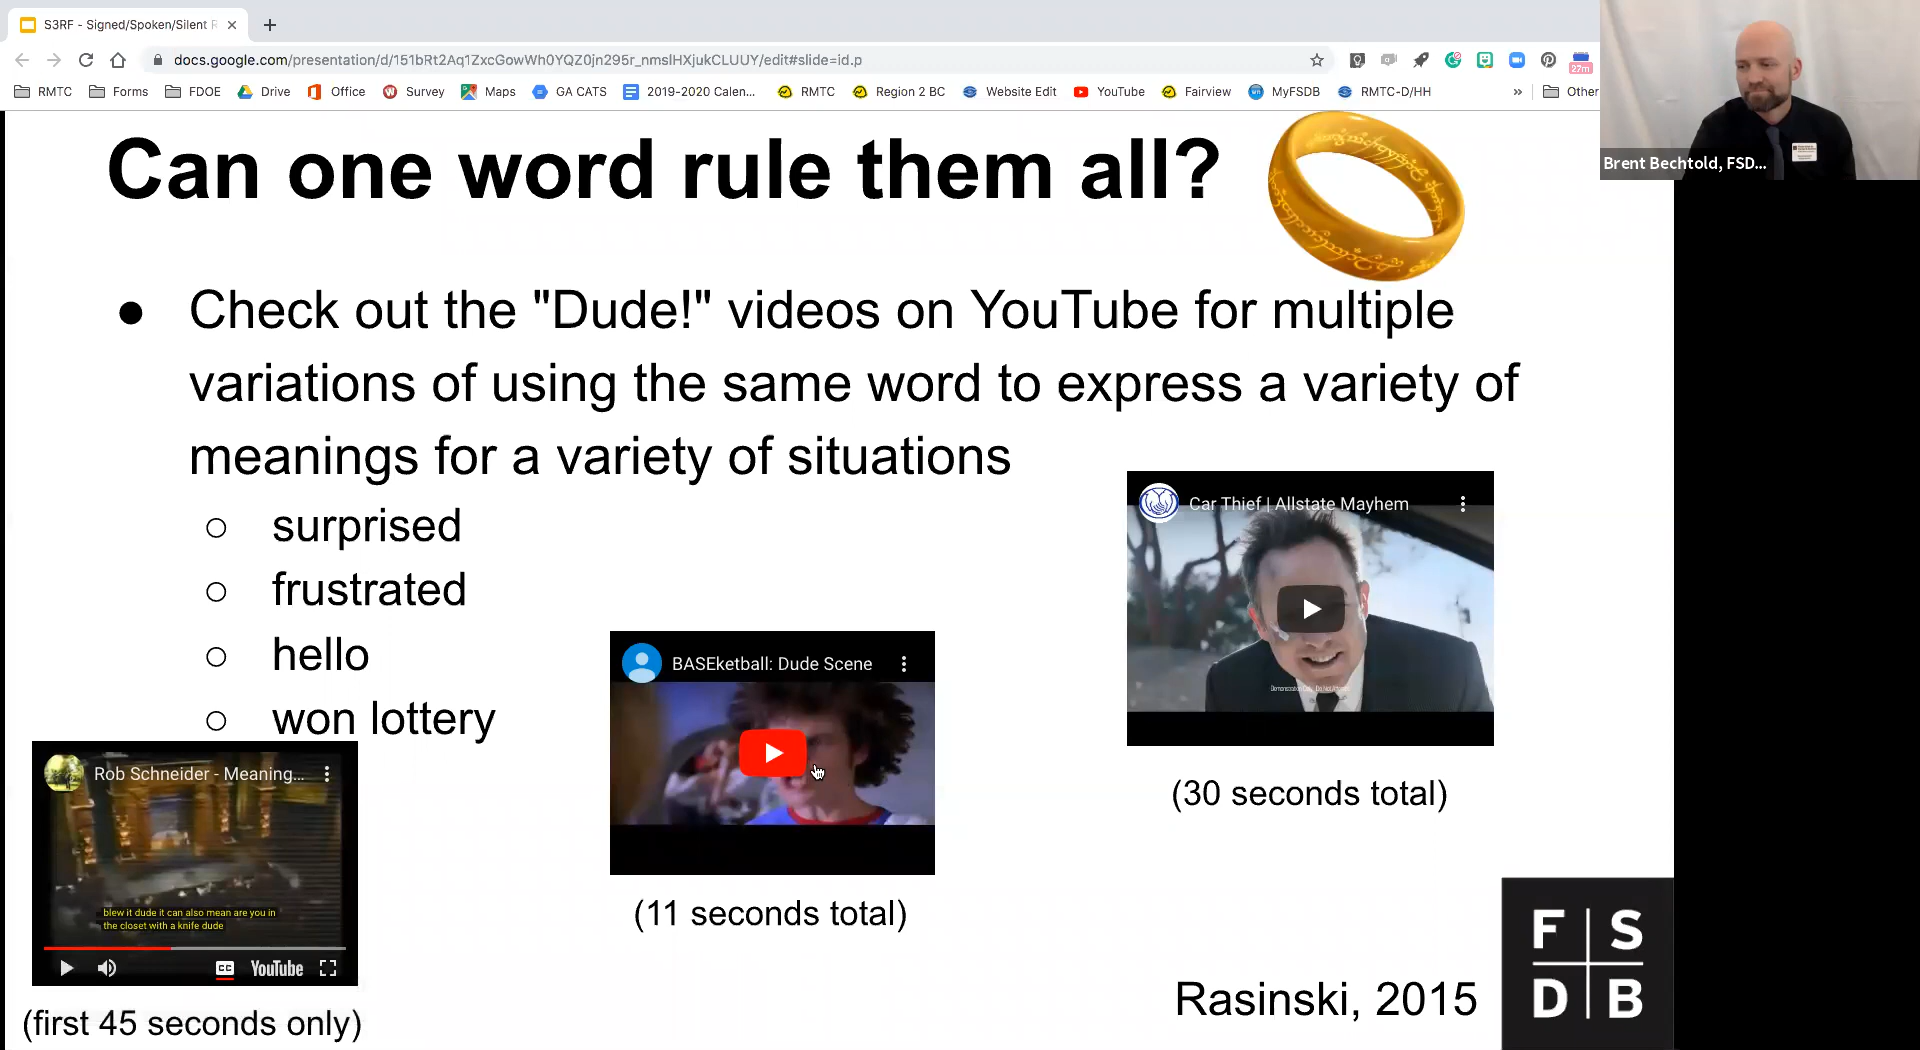 S3RF - Signed/Spoken/Silent R
docs.google.com/presentation/d/151bRt2Aq1ZxcGowWh0YQZ0jn295r_nmslHXjukCLUUY/edit#slide=id.p
27m
RMTC Forms FDOE Drive Office Survey Maps GA CATS 2019-2020 Calen... RMTC Region 2 BC Website Edit YouTube Fairview MyFSDB RMTC-D/HH » Other
Brent Bechtold, FSD...
Can one word rule them all?
● Check out the "Dude!" videos on YouTube for multiple
variations of using the same word to express a variety of
meanings for a variety of situations
○ surprised
○ frustrated
○ hello
○ won lottery
Car Thief | Allstate Mayhem
(30 seconds total)
BASEketball: Dude Scene
(11 seconds total)
Rob Schneider - Meaning...
blew it dude it can also mean are you in
the closet with a knife dude
CC YouTube
(first 45 seconds only)
Rasinski, 2015
F S
D B